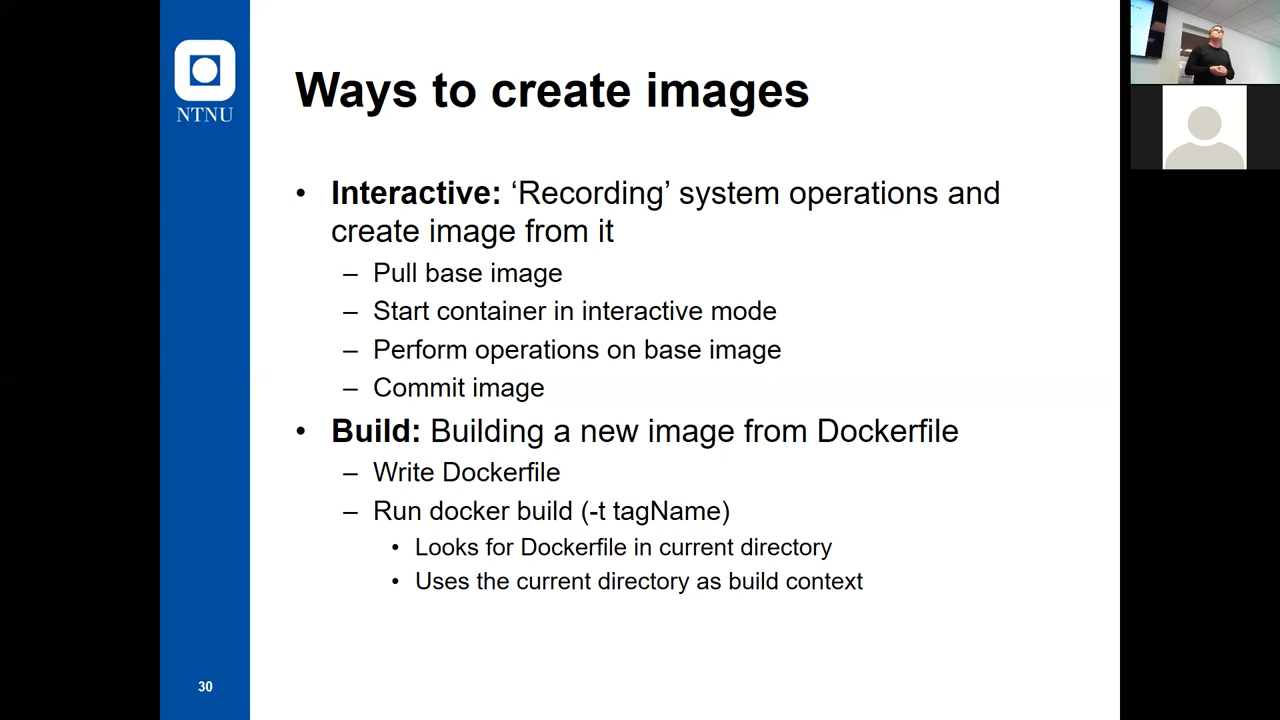 NTNU
Ways to create images
• Interactive: ‘Recording’ system operations and
create image from it
– Pull base image
– Start container in interactive mode
– Perform operations on base image
– Commit image
• Build: Building a new image from Dockerfile
– Write Dockerfile
– Run docker build (-t tagName)
• Looks for Dockerfile in current directory
• Uses the current directory as build context
30